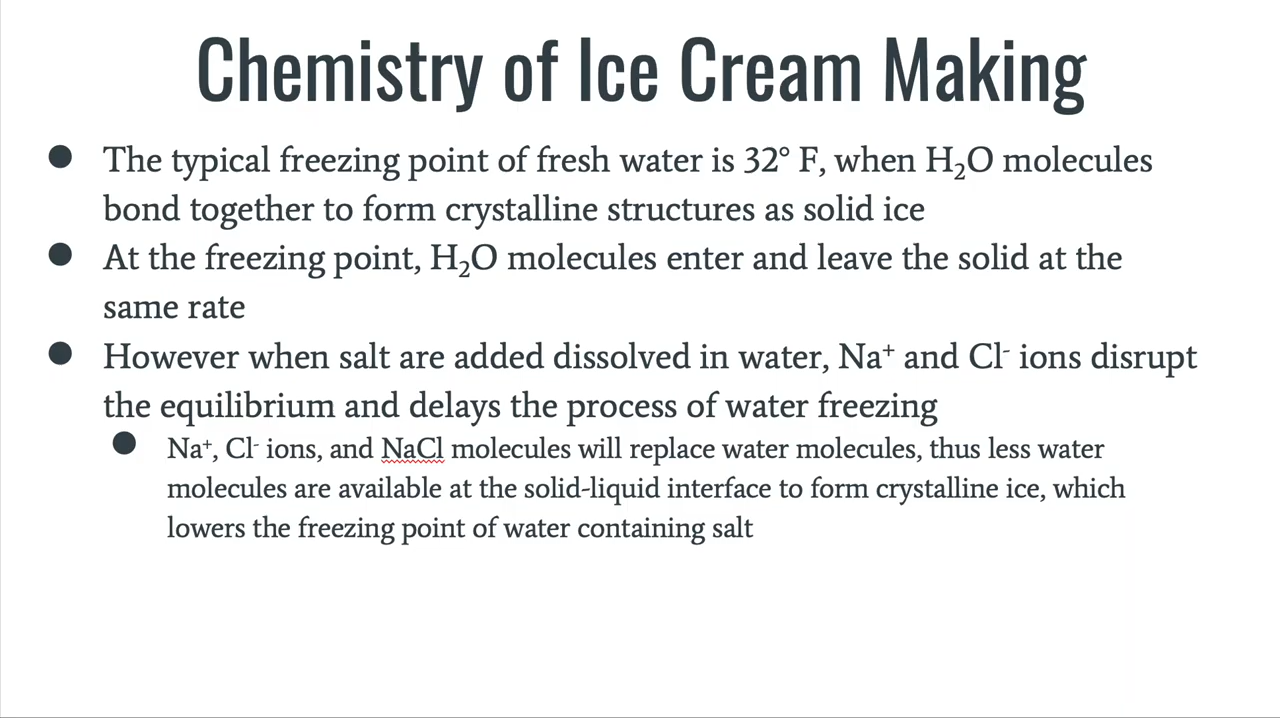 Chemistry of Ice Cream Making
● The typical freezing point of fresh water is 32° F, when H₂O molecules
bond together to form crystalline structures as solid ice
● At the freezing point, H₂O molecules enter and leave the solid at the
same rate
● However when salt are added dissolved in water, Na⁺ and Cl⁻ ions disrupt
the equilibrium and delays the process of water freezing
● Na⁺, Cl⁻ ions, and NaCl molecules will replace water molecules, thus less water
molecules are available at the solid-liquid interface to form crystalline ice, which
lowers the freezing point of water containing salt